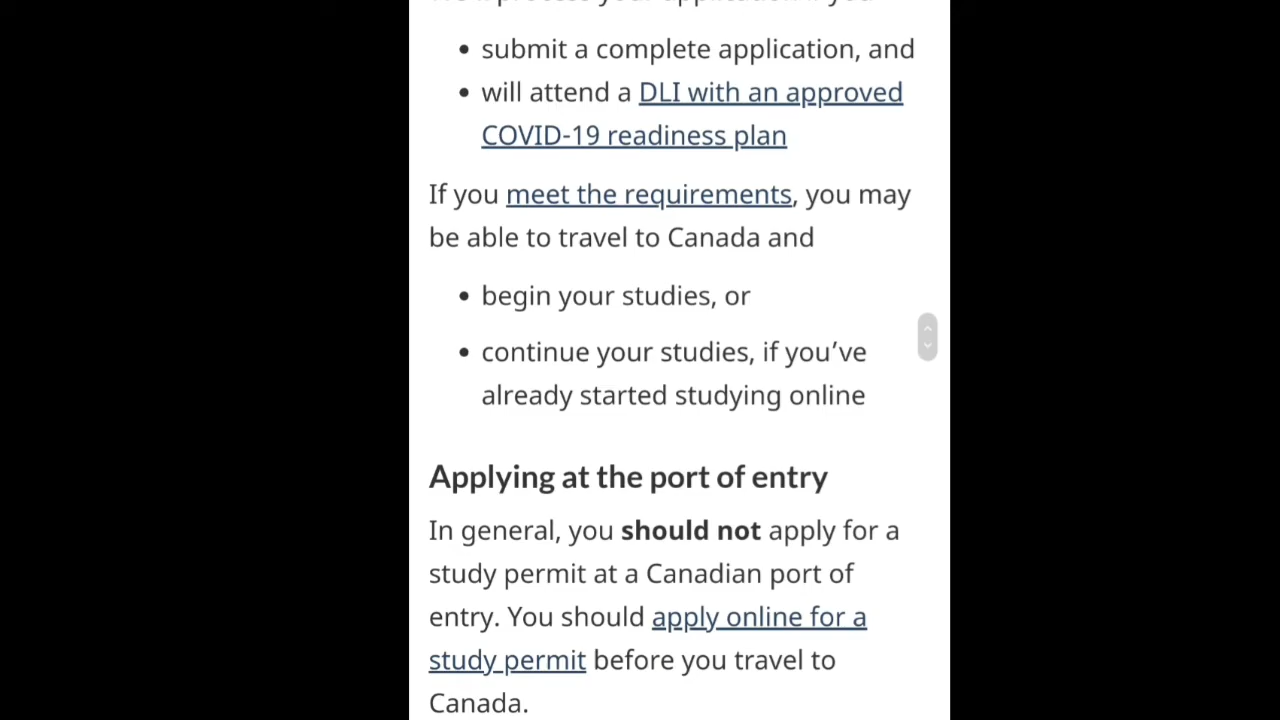 submit a complete application, and
will attend a DLI with an approved
COVID-19 readiness plan
If you meet the requirements, you may
be able to travel to Canada and
begin your studies, or
continue your studies, if you’ve
already started studying online
Applying at the port of entry
In general, you should not apply for a
study permit at a Canadian port of
entry. You should apply online for a
study permit before you travel to
Canada.